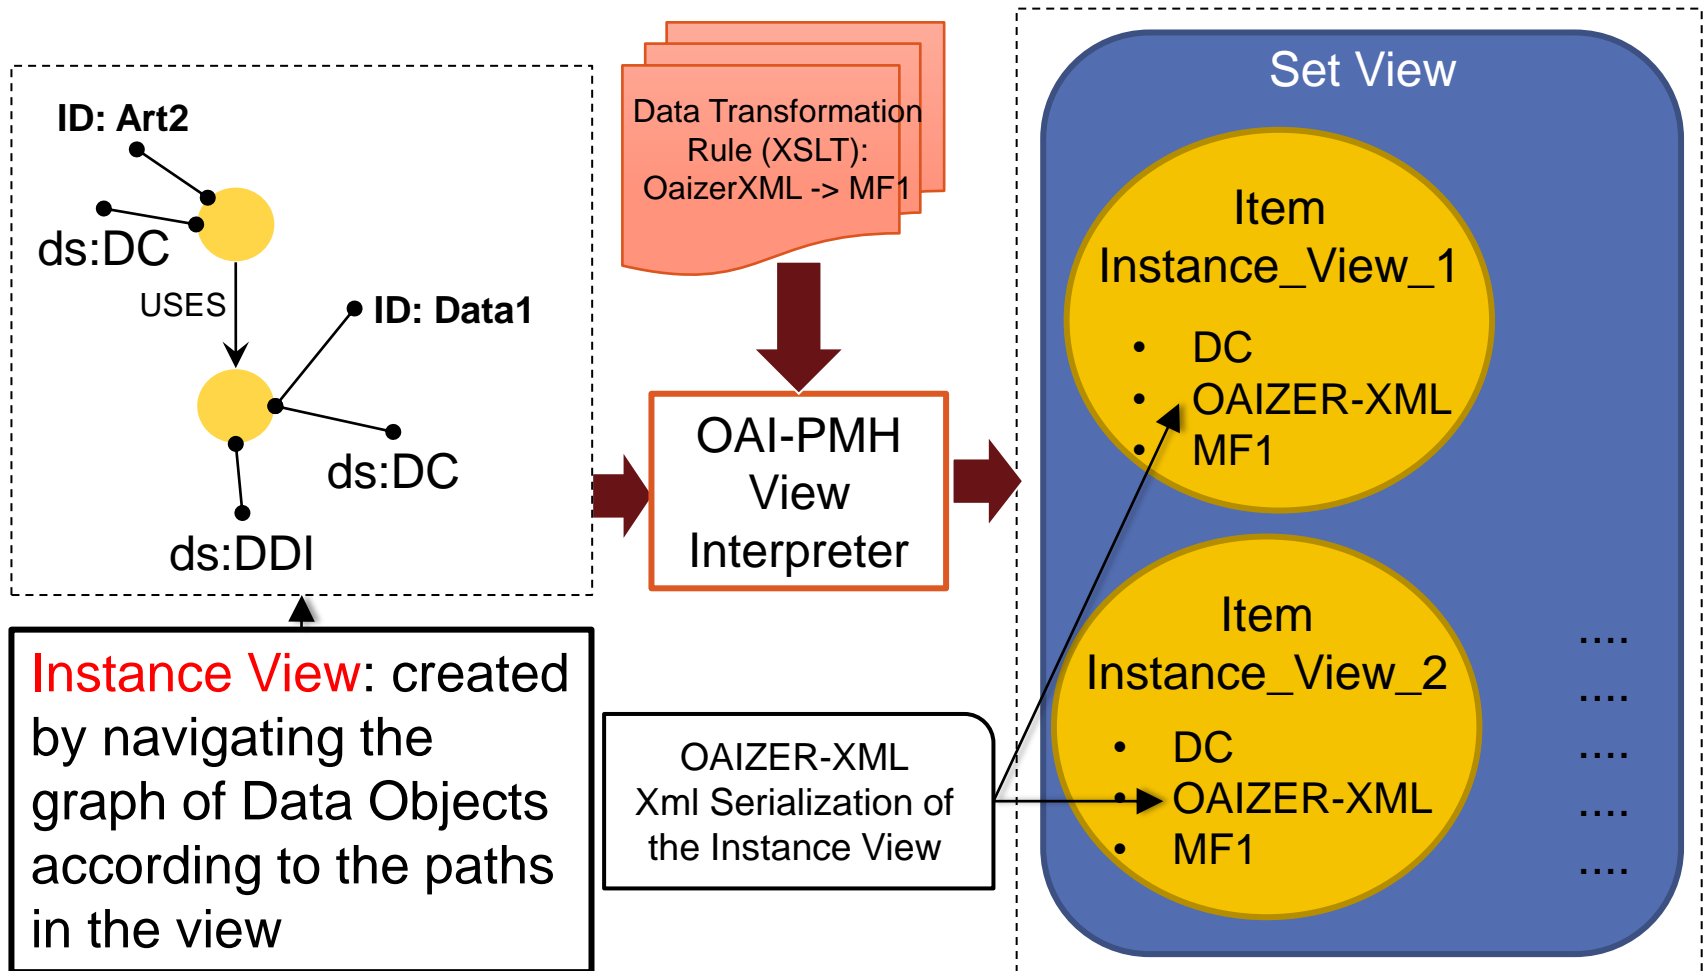 ID: Art2
ds:DC
USES
ID: Data1
ds:DC
ds:DDI
Instance View: created
by navigating the
graph of Data Objects
according to the paths
in the view
Data Transformation
Rule (XSLT):
OaizerXML -> MF1
OAI-PMH
View
Interpreter
OAIZER-XML
Xml Serialization of
the Instance View
Set View
Item
Instance_View_1
• DC
• OAIZER-XML
• MF1
Item
Instance_View_2
• DC
• OAIZER-XML
• MF1
....
....
....
....
....